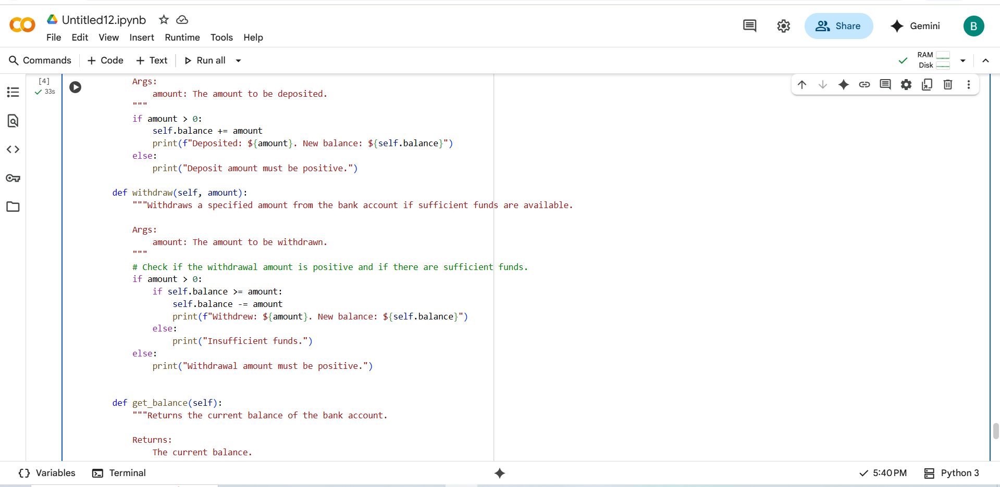 Untitled12.ipynb
File Edit View Insert Runtime Tools Help
Share
Gemini
B
Commands + Code + Text Run all
RAM
Disk
[4]
33s
Args:
amount: The amount to be deposited.
"""
if amount > 0:
self.balance += amount
print(f"Deposited: ${amount}. New balance: ${self.balance}")
else:
print("Deposit amount must be positive.")
def withdraw(self, amount):
"""Withdraws a specified amount from the bank account if sufficient funds are available.
Args:
amount: The amount to be withdrawn.
"""
# Check if the withdrawal amount is positive and if there are sufficient funds.
if amount > 0:
if self.balance >= amount:
self.balance -= amount
print(f"Withdrew: ${amount}. New balance: ${self.balance}")
else:
print("Insufficient funds.")
else:
print("Withdrawal amount must be positive.")
def get_balance(self):
"""Returns the current balance of the bank account.
Returns:
The current balance.
Variables Terminal
5:40 PM Python 3